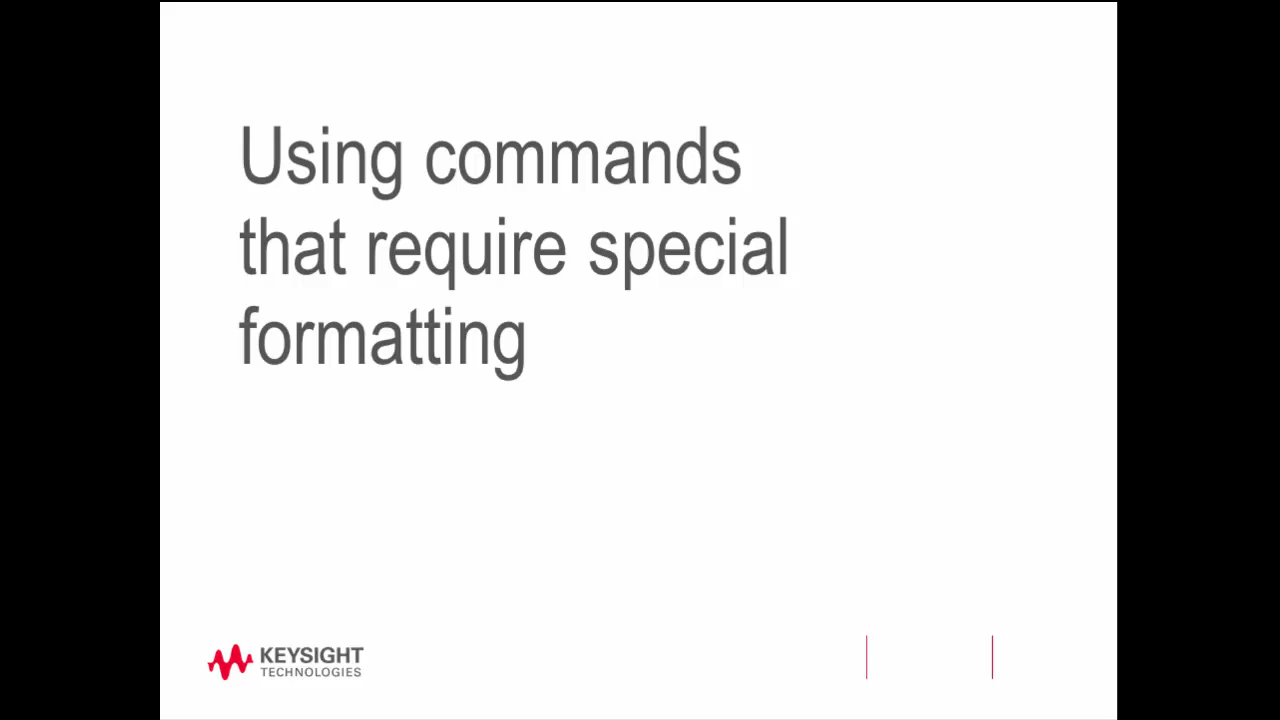 Using commands
that require special
formatting
KEYSIGHT
TECHNOLOGIES